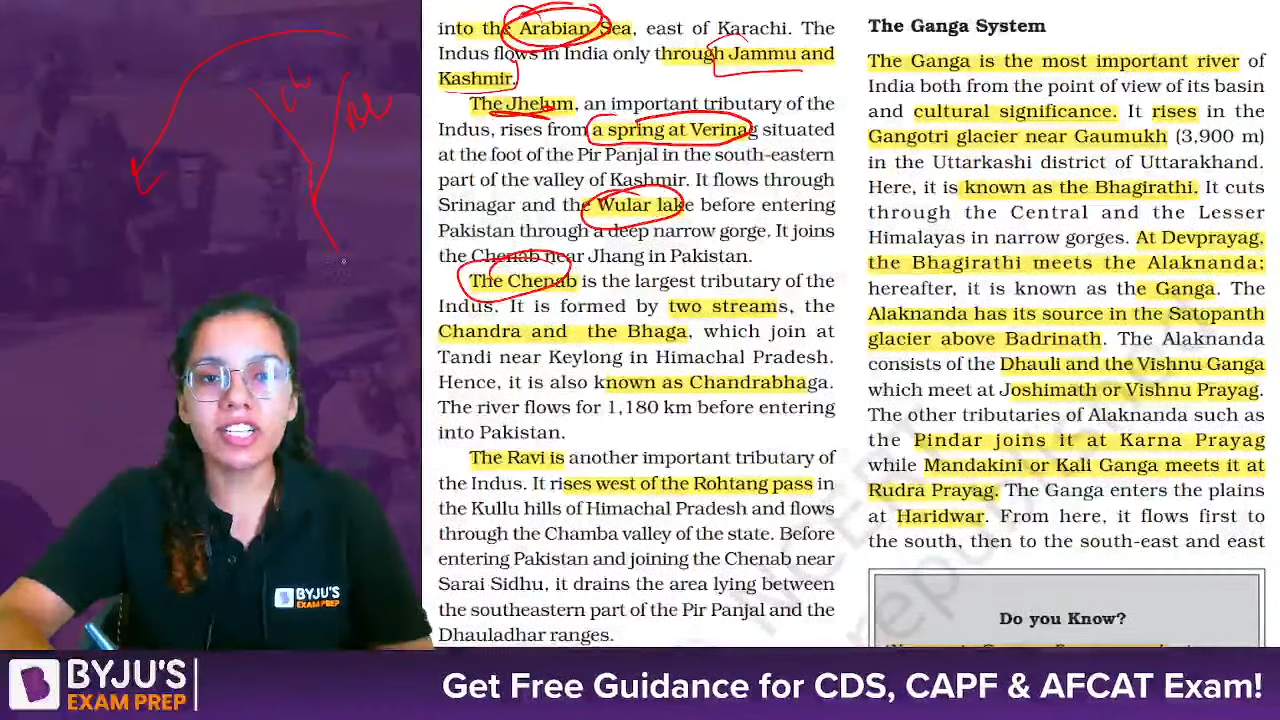 into the Arabian Sea, east of Karachi. The
Indus flows in India only through Jammu and
Kashmir.
The Jhelum, an important tributary of the
Indus, rises from a spring at Verinag situated
at the foot of the Pir Panjal in the south-eastern
part of the valley of Kashmir. It flows through
Srinagar and the Wular lake before entering
Pakistan through a deep narrow gorge. It joins
the Chenab near Jhang in Pakistan.
The Chenab is the largest tributary of the
Indus. It is formed by two streams, the
Chandra and the Bhaga, which join at
Tandi near Keylong in Himachal Pradesh.
Hence, it is also known as Chandrabhaga.
The river flows for 1,180 km before entering
into Pakistan.
The Ravi is another important tributary of
the Indus. It rises west of the Rohtang pass in
the Kullu hills of Himachal Pradesh and flows
through the Chamba valley of the state. Before
entering Pakistan and joining the Chenab near
Sarai Sidhu, it drains the area lying between
the southeastern part of the Pir Panjal and the
Dhauladhar ranges.
The Ganga System
The Ganga is the most important river of
India both from the point of view of its basin
and cultural significance. It rises in the
Gangotri glacier near Gaumukh (3,900 m)
in the Uttarkashi district of Uttarakhand.
Here, it is known as the Bhagirathi. It cuts
through the Central and the Lesser
Himalayas in narrow gorges. At Devprayag,
the Bhagirathi meets the Alaknanda;
hereafter, it is known as the Ganga. The
Alaknanda has its source in the Satopanth
glacier above Badrinath. The Alaknanda
consists of the Dhauli and the Vishnu Ganga
which meet at Joshimath or Vishnu Prayag.
The other tributaries of Alaknanda such as
the Pindar joins it at Karna Prayag
while Mandakini or Kali Ganga meets it at
Rudra Prayag. The Ganga enters the plains
at Haridwar. From here, it flows first to
the south, then to the south-east and east
Do you Know?
Ch
BYJU'S
EXAM PREP
BYJU'S
EXAM PREP
Get Free Guidance for CDS, CAPF & AFCAT Exam!